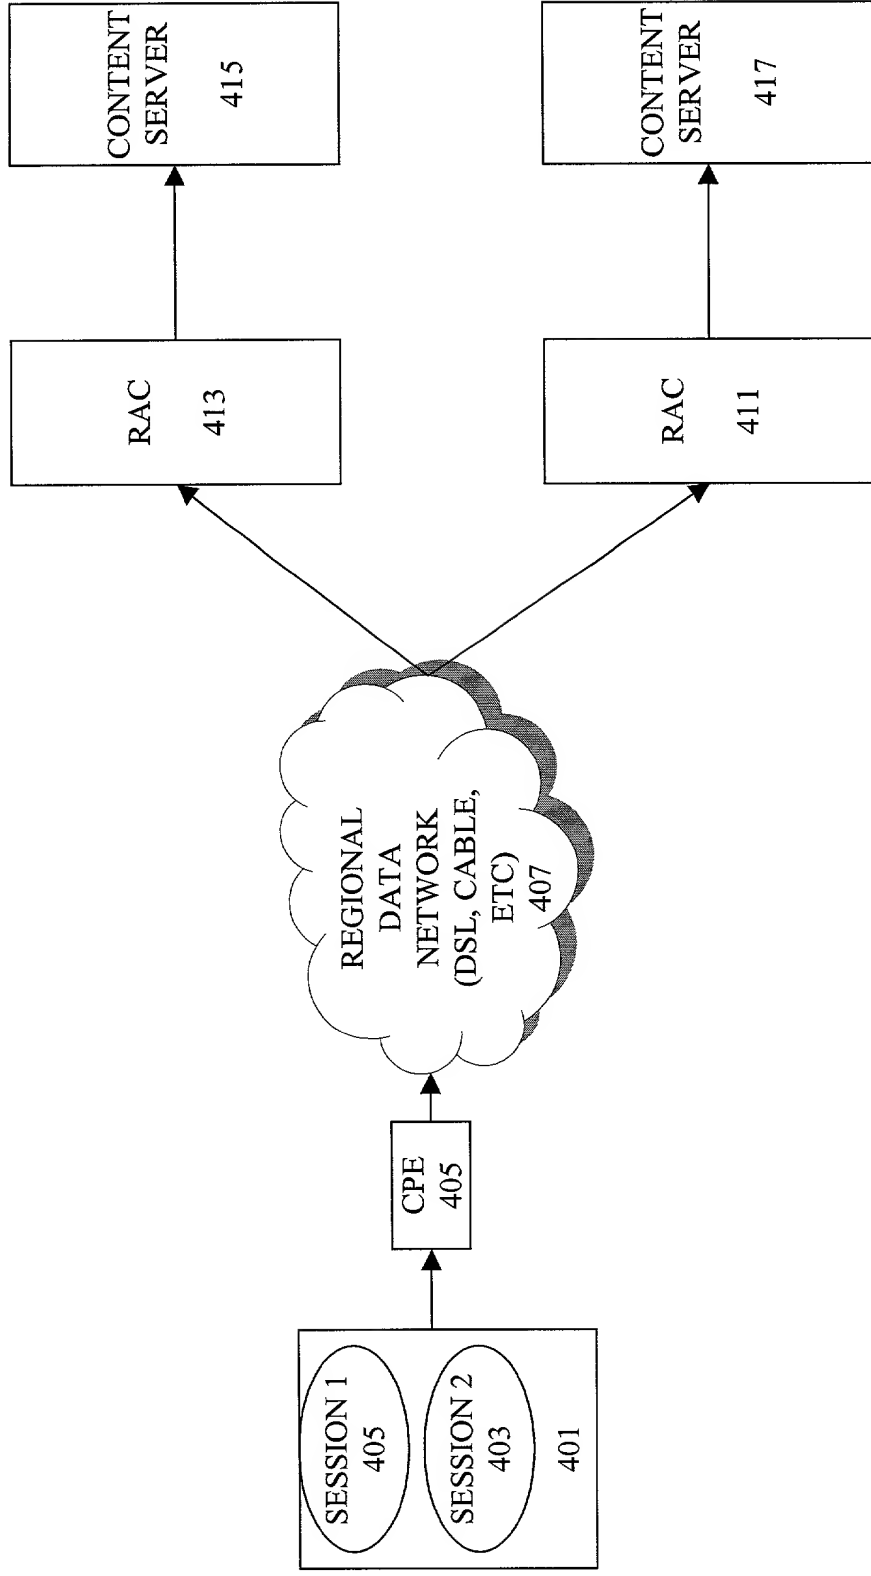 SESSION 1
405
SESSION 2
403
401
CPE
405
REGIONAL
DATA
NETWORK
(DSL, CABLE,
ETC)
407
RAC
413
RAC
411
CONTENT
SERVER
415
CONTENT
SERVER
417